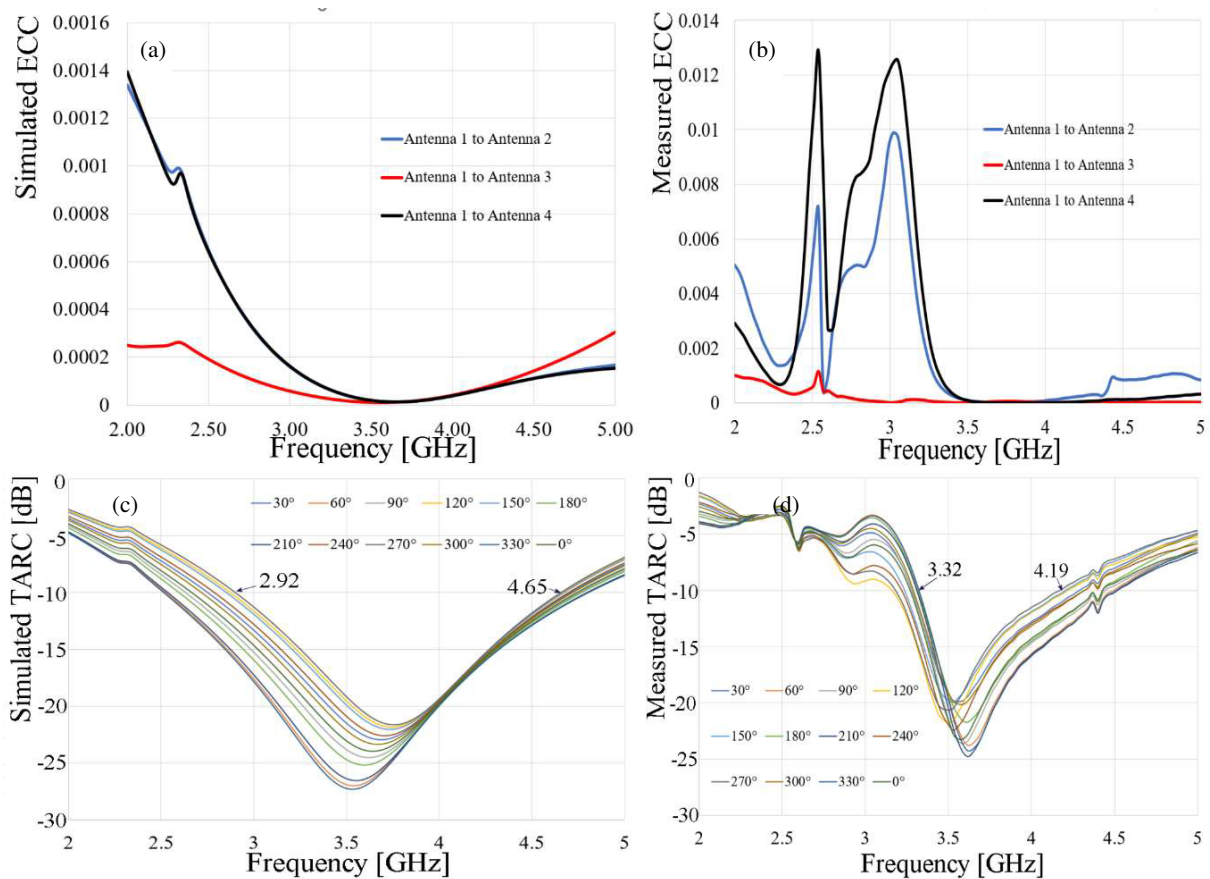 (a)
Simulated ECC
0.0016
0.0014
0.0012
0.001
0.0008
0.0006
0.0004
0.0002
0
Antenna 1 to Antenna 2
Antenna 1 to Antenna 3
Antenna 1 to Antenna 4
2.00 2.50 3.00 3.50 4.00 4.50 5.00
Frequency [GHz]
(b)
Measured ECC
0.014
0.012
0.01
0.008
0.006
0.004
0.002
0
Antenna 1 to Antenna 2
Antenna 1 to Antenna 3
Antenna 1 to Antenna 4
2 2.5 3 3.5 4 4.5 5
Frequency [GHz]
(c)
Simulated TARC [dB]
0
-5
-10
-15
-20
-25
-30
30° 60° 90° 120° 150° 180°
210° 240° 270° 300° 330° 0°
2.92
4.65
2 2.5 3 3.5 4 4.5 5
Frequency [GHz]
(d)
Measured TARC [dB]
0
-5
-10
-15
-20
-25
-30
3.32
4.19
30° 60° 90° 120°
150° 180° 210° 240°
270° 300° 330° 0°
2 2.5 3 3.5 4 4.5 5
Frequency [GHz]